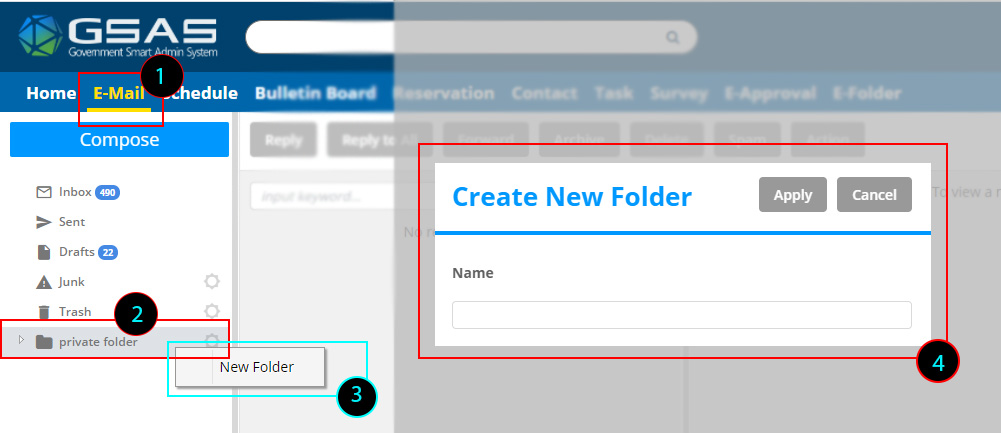 GSAS
Government Smart Admin System
1
Home E-Mail Schedule Bulletin Board Reservation Contact Task Survey E-Approval E-Folder
Compose
Reply Reply to All Forward Archive Delete Spam Action
Inbox 490
Sent
Drafts 22
Junk
Trash
2
private folder
New Folder
3
input keyword...
No re
Create New Folder
Apply Cancel
Name
To view a r
4